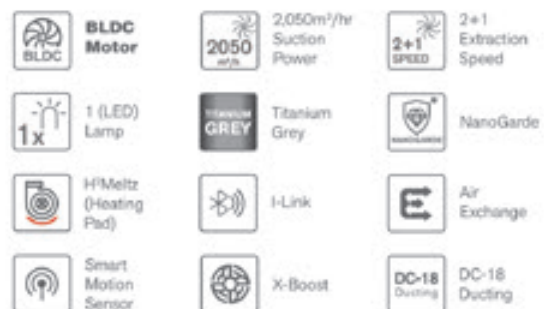 BLDC
BLDC
Motor
2050
m³/h
2,050m³/hr
Suction
Power
2+1
SPEED
2+1
Extraction
Speed
1x
1 (LED)
Lamp
TITANIUM
GREY
Titanium
Grey
NANOGARDE
NanoGarde
H²Meltz
(Heating
Pad)
I-Link
Air
Exchange
Smart
Motion
Sensor
X-Boost
DC-18
Ducting
DC-18
Ducting